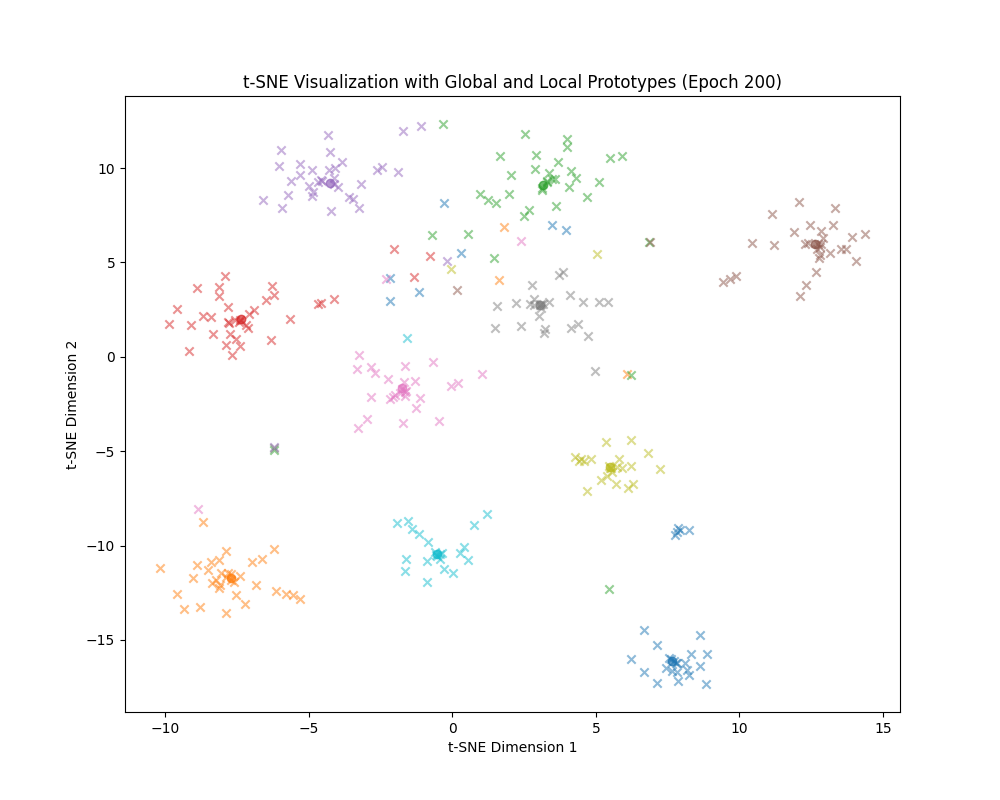 t-SNE Visualization with Global and Local Prototypes (Epoch 200)
10
5
0
−5
−10
−15
t-SNE Dimension 2
−10 −5 0 5 10 15
t-SNE Dimension 1